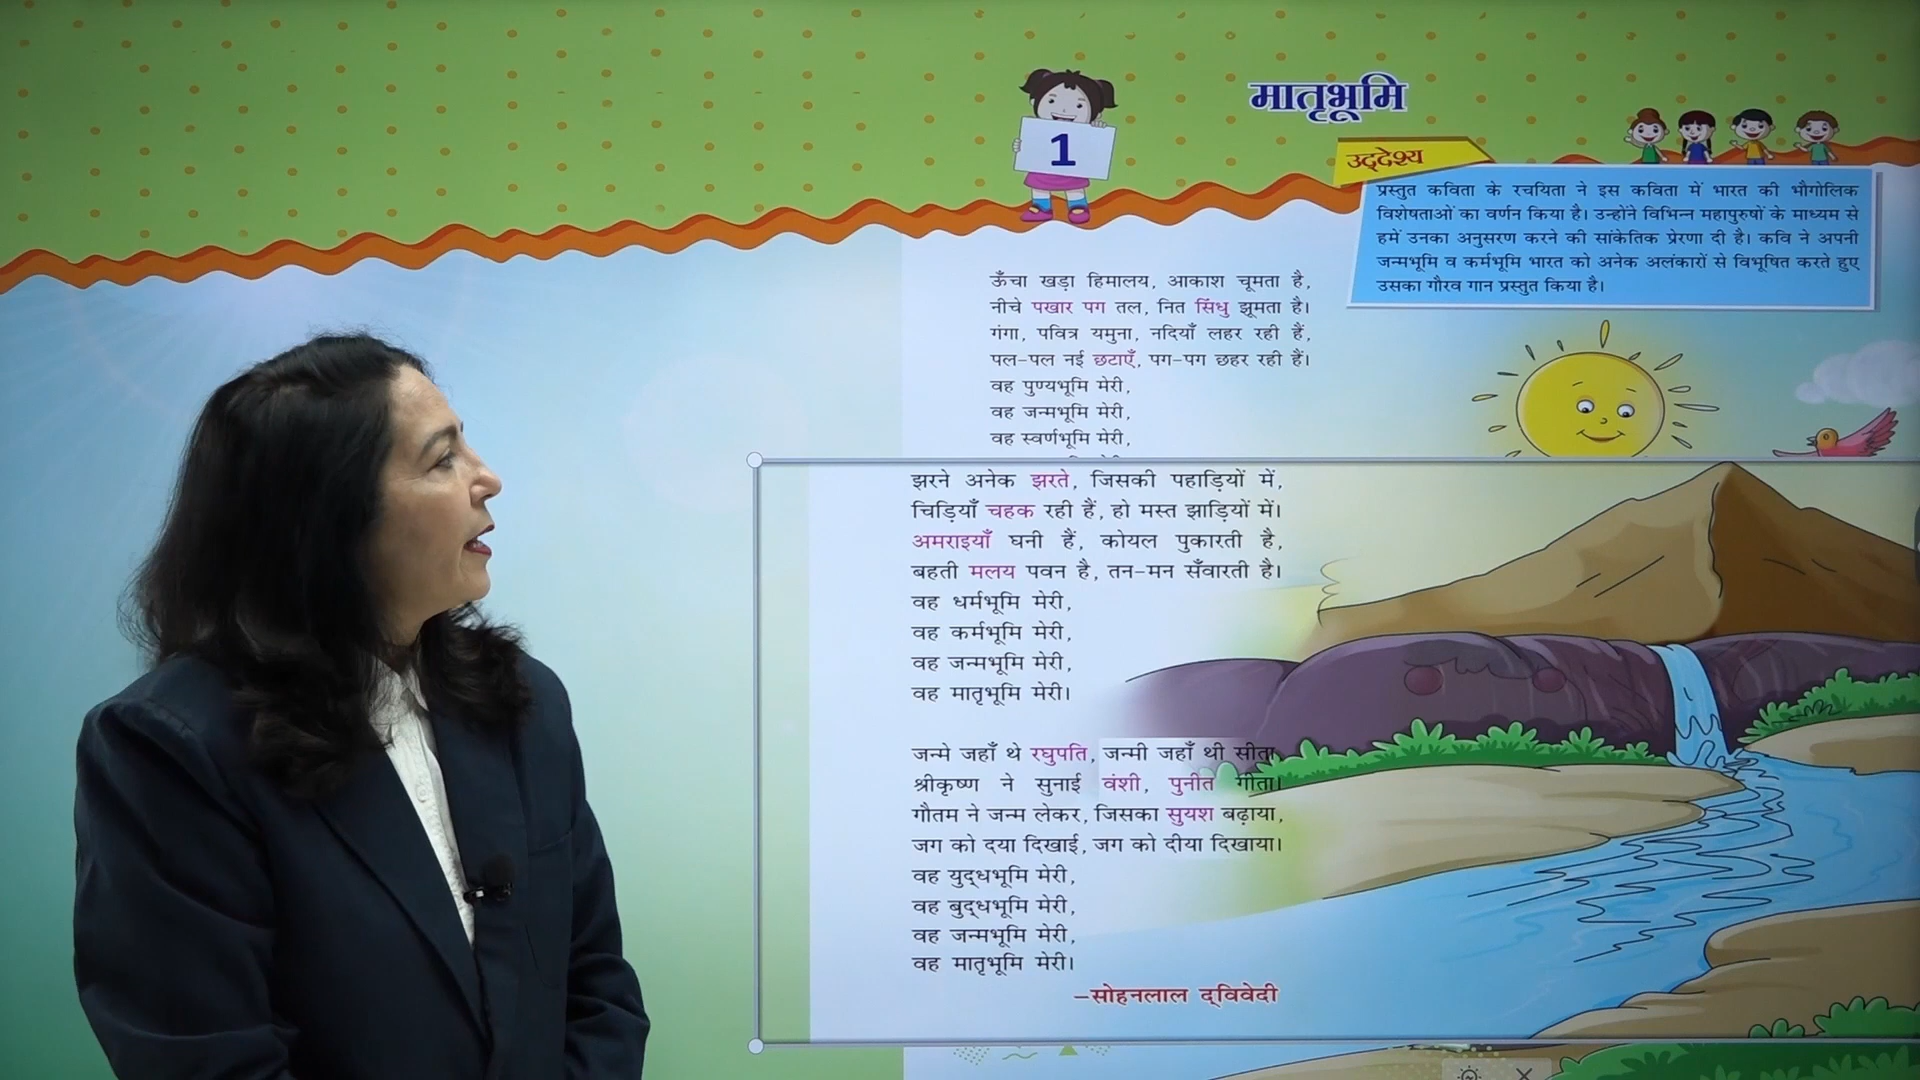 1
मातृभूमि
उद्देश्य
प्रस्तुत कविता के रचयिता ने इस कविता में भारत की भौगोलिक
विशेषताओं का वर्णन किया है। उन्होंने विभिन्न महापुरुषों के माध्यम से
हमें उनका अनुसरण करने की सांकेतिक प्रेरणा दी है। कवि ने अपनी
जन्मभूमि व कर्मभूमि भारत को अनेक अलंकारों से विभूषित करते हुए
उसका गौरव गान प्रस्तुत किया है।
ऊँचा खड़ा हिमालय, आकाश चूमता है,
नीचे पखार पग तल, नित सिंधु झूमता है।
गंगा, पवित्र यमुना, नदियाँ लहर रही हैं,
पल-पल नई छटाएँ, पग-पग छहर रही हैं।
वह पुण्यभूमि मेरी,
वह जन्मभूमि मेरी,
वह स्वर्णभूमि मेरी,
झरने अनेक झरते, जिसकी पहाड़ियों में,
चिड़ियाँ चहक रही हैं, हो मस्त झाड़ियों में।
अमराइयाँ घनी हैं, कोयल पुकारती है,
बहती मलय पवन है, तन-मन सँवारती है।
वह धर्मभूमि मेरी,
वह कर्मभूमि मेरी,
वह जन्मभूमि मेरी,
वह मातृभूमि मेरी।
जन्मे जहाँ थे रघुपति, जन्मी जहाँ थी सीता,
श्रीकृष्ण ने सुनाई वंशी, पुनीत गीता।
गौतम ने जन्म लेकर, जिसका सुयश बढ़ाया,
जग को दया दिखाई, जग को दीया दिखाया।
वह युद्धभूमि मेरी,
वह बुद्धभूमि मेरी,
वह जन्मभूमि मेरी,
वह मातृभूमि मेरी।
–सोहनलाल द्विवेदी